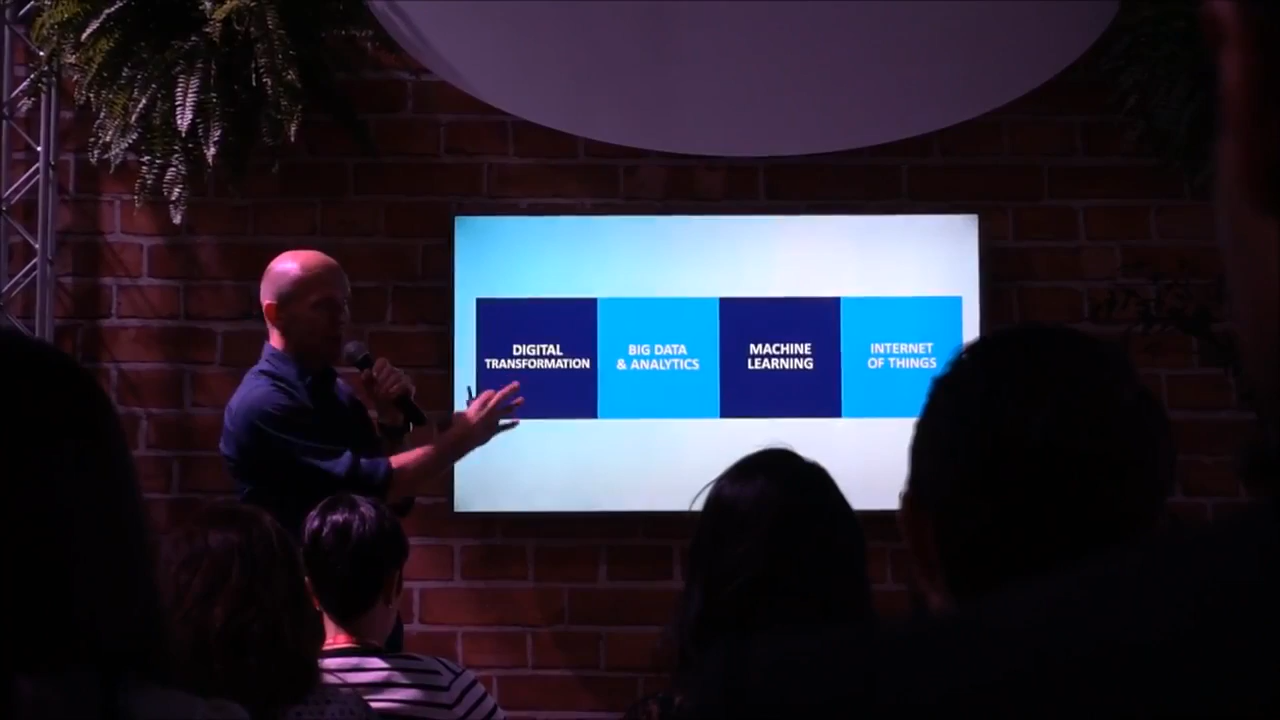 DIGITAL
TRANSFORMATION
BIG DATA
& ANALYTICS
MACHINE
LEARNING
INTERNET
OF THINGS